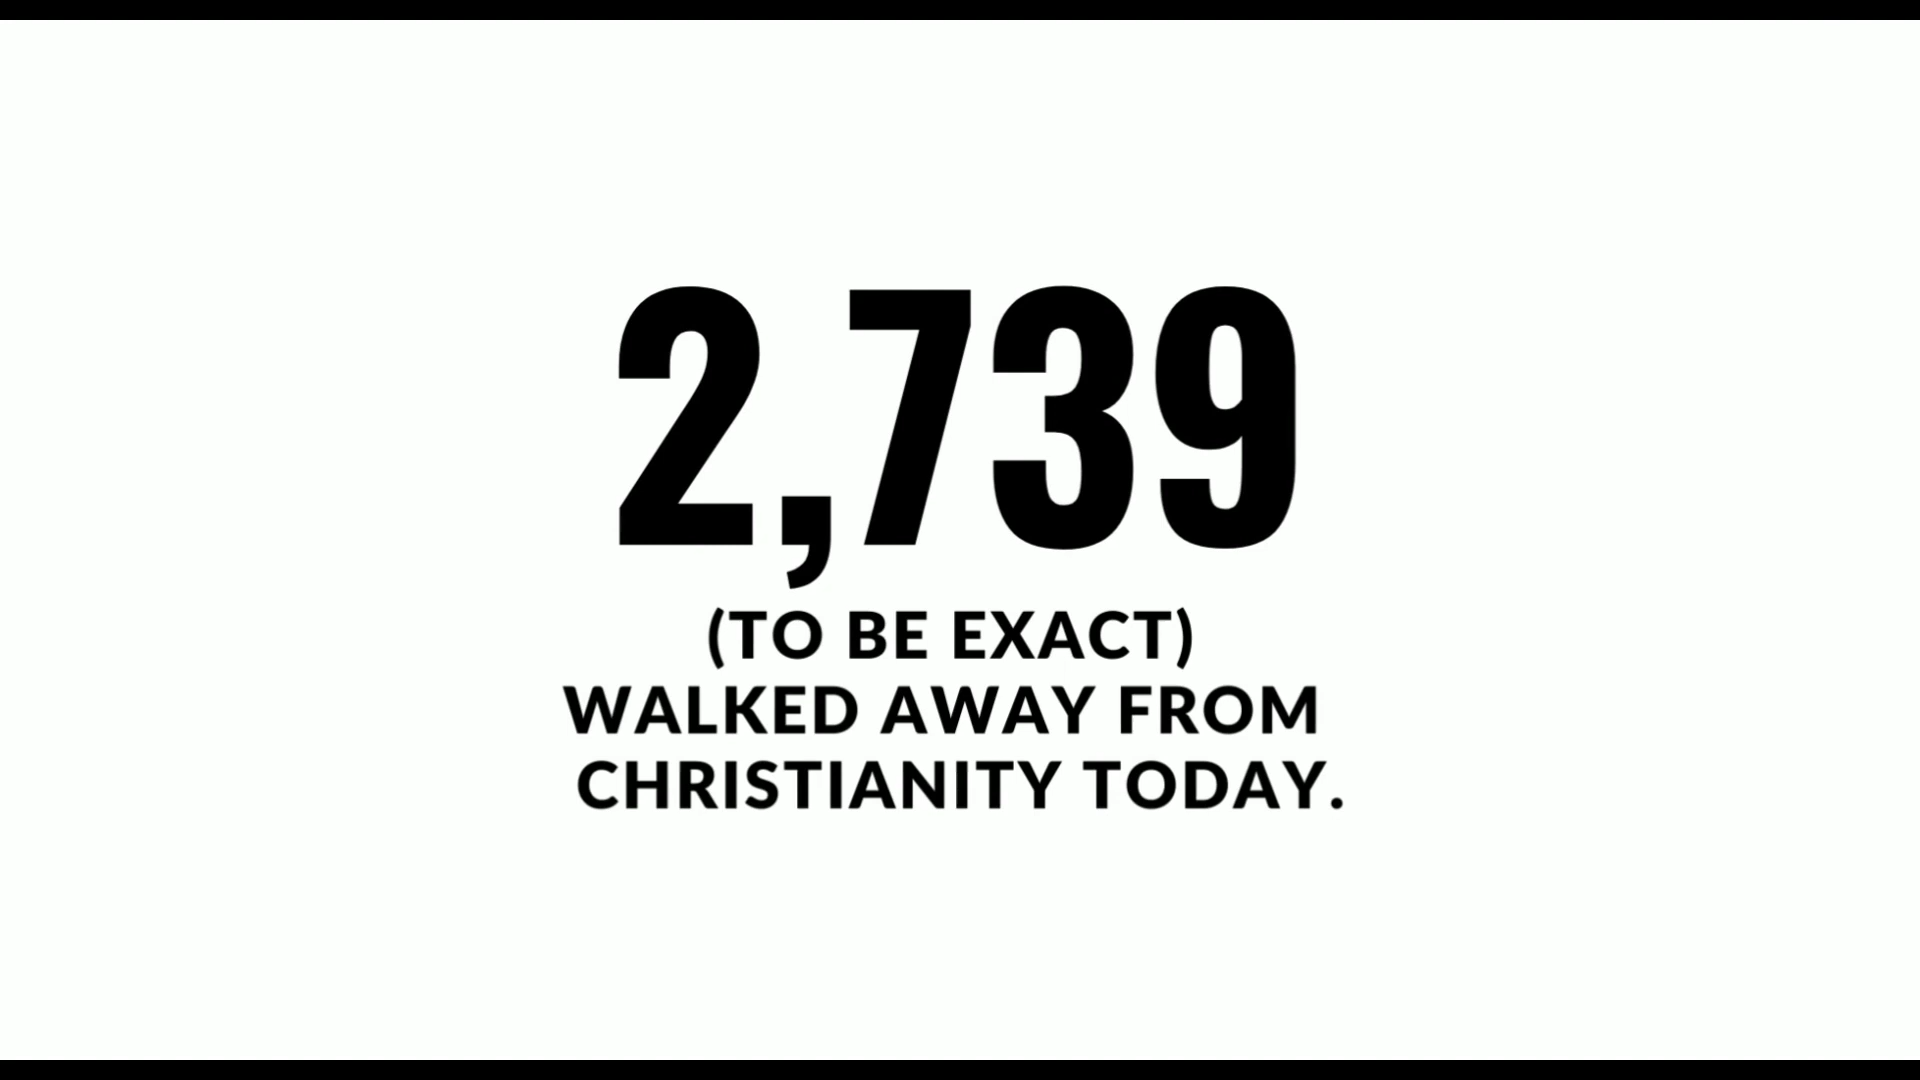 2,739
(TO BE EXACT)
WALKED AWAY FROM
CHRISTIANITY TODAY.